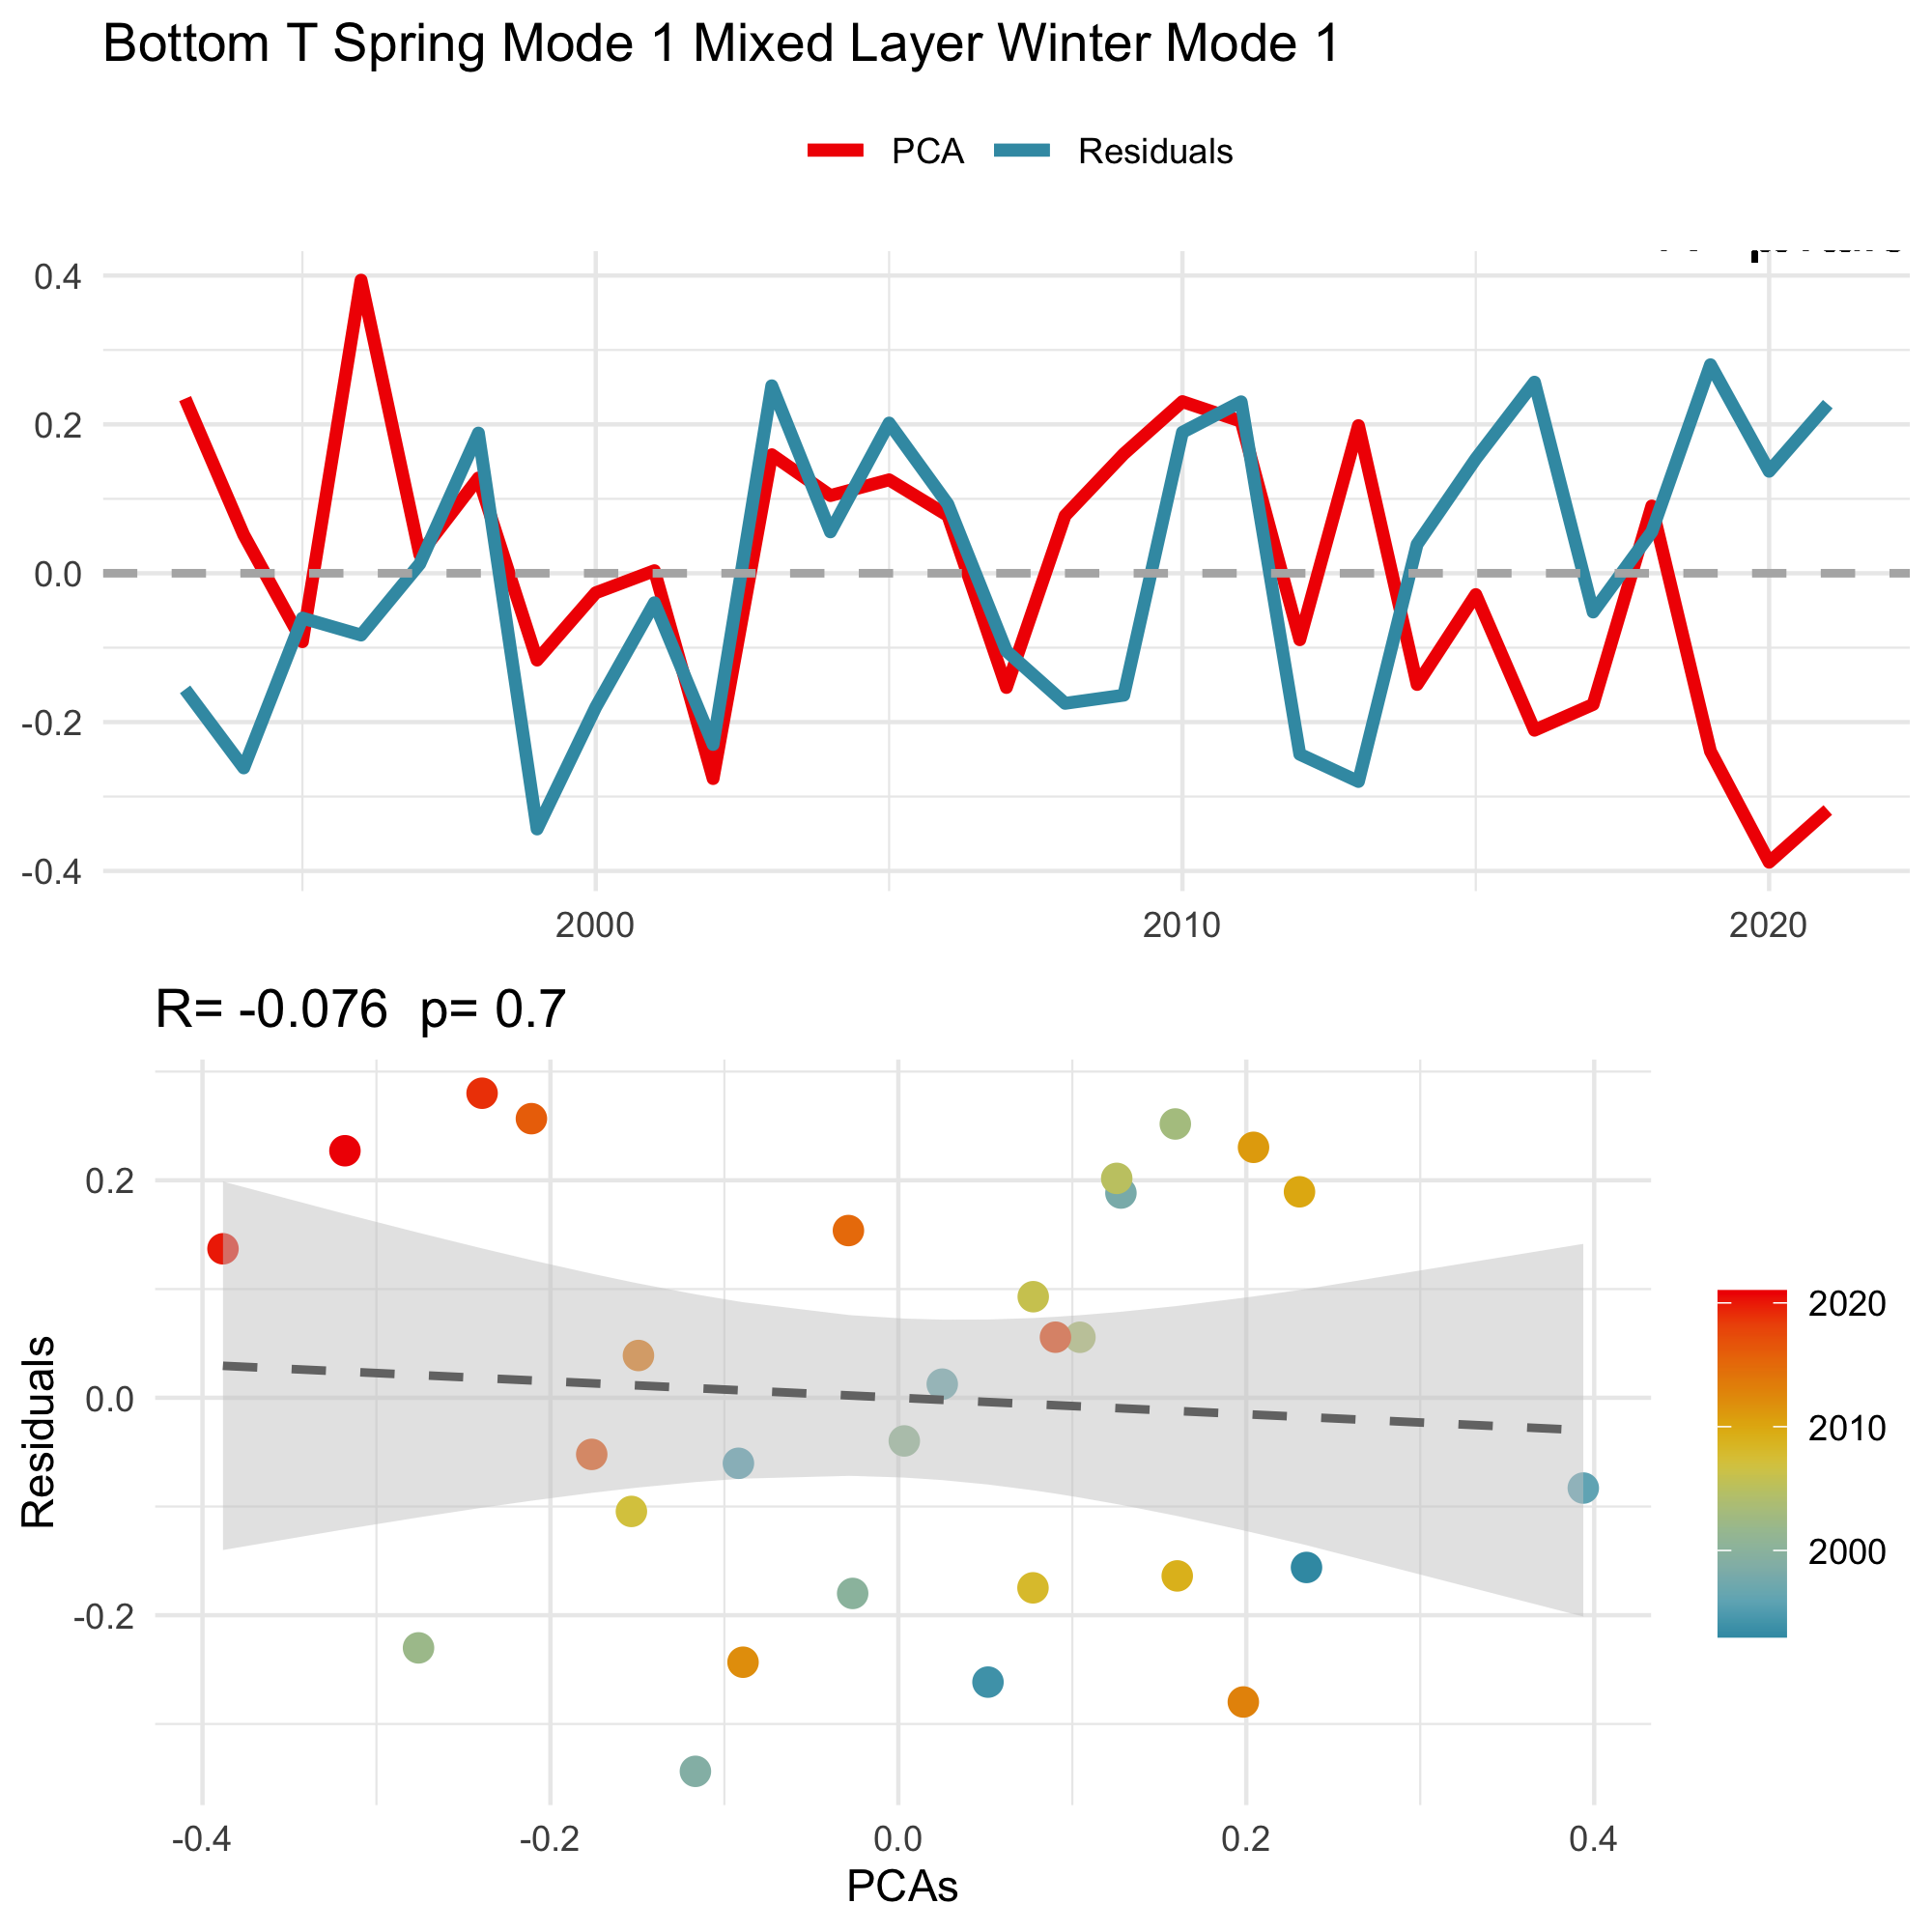 Bottom T Spring Mode 1 Mixed Layer Winter Mode 1
PCA Residuals
0.4
0.2
0.0
-0.2
-0.4
2000 2010 2020
R= -0.076 p= 0.7
Residuals
0.2
0.0
-0.2
-0.4 -0.2 0.0 0.2 0.4
PCAs
2020
2010
2000